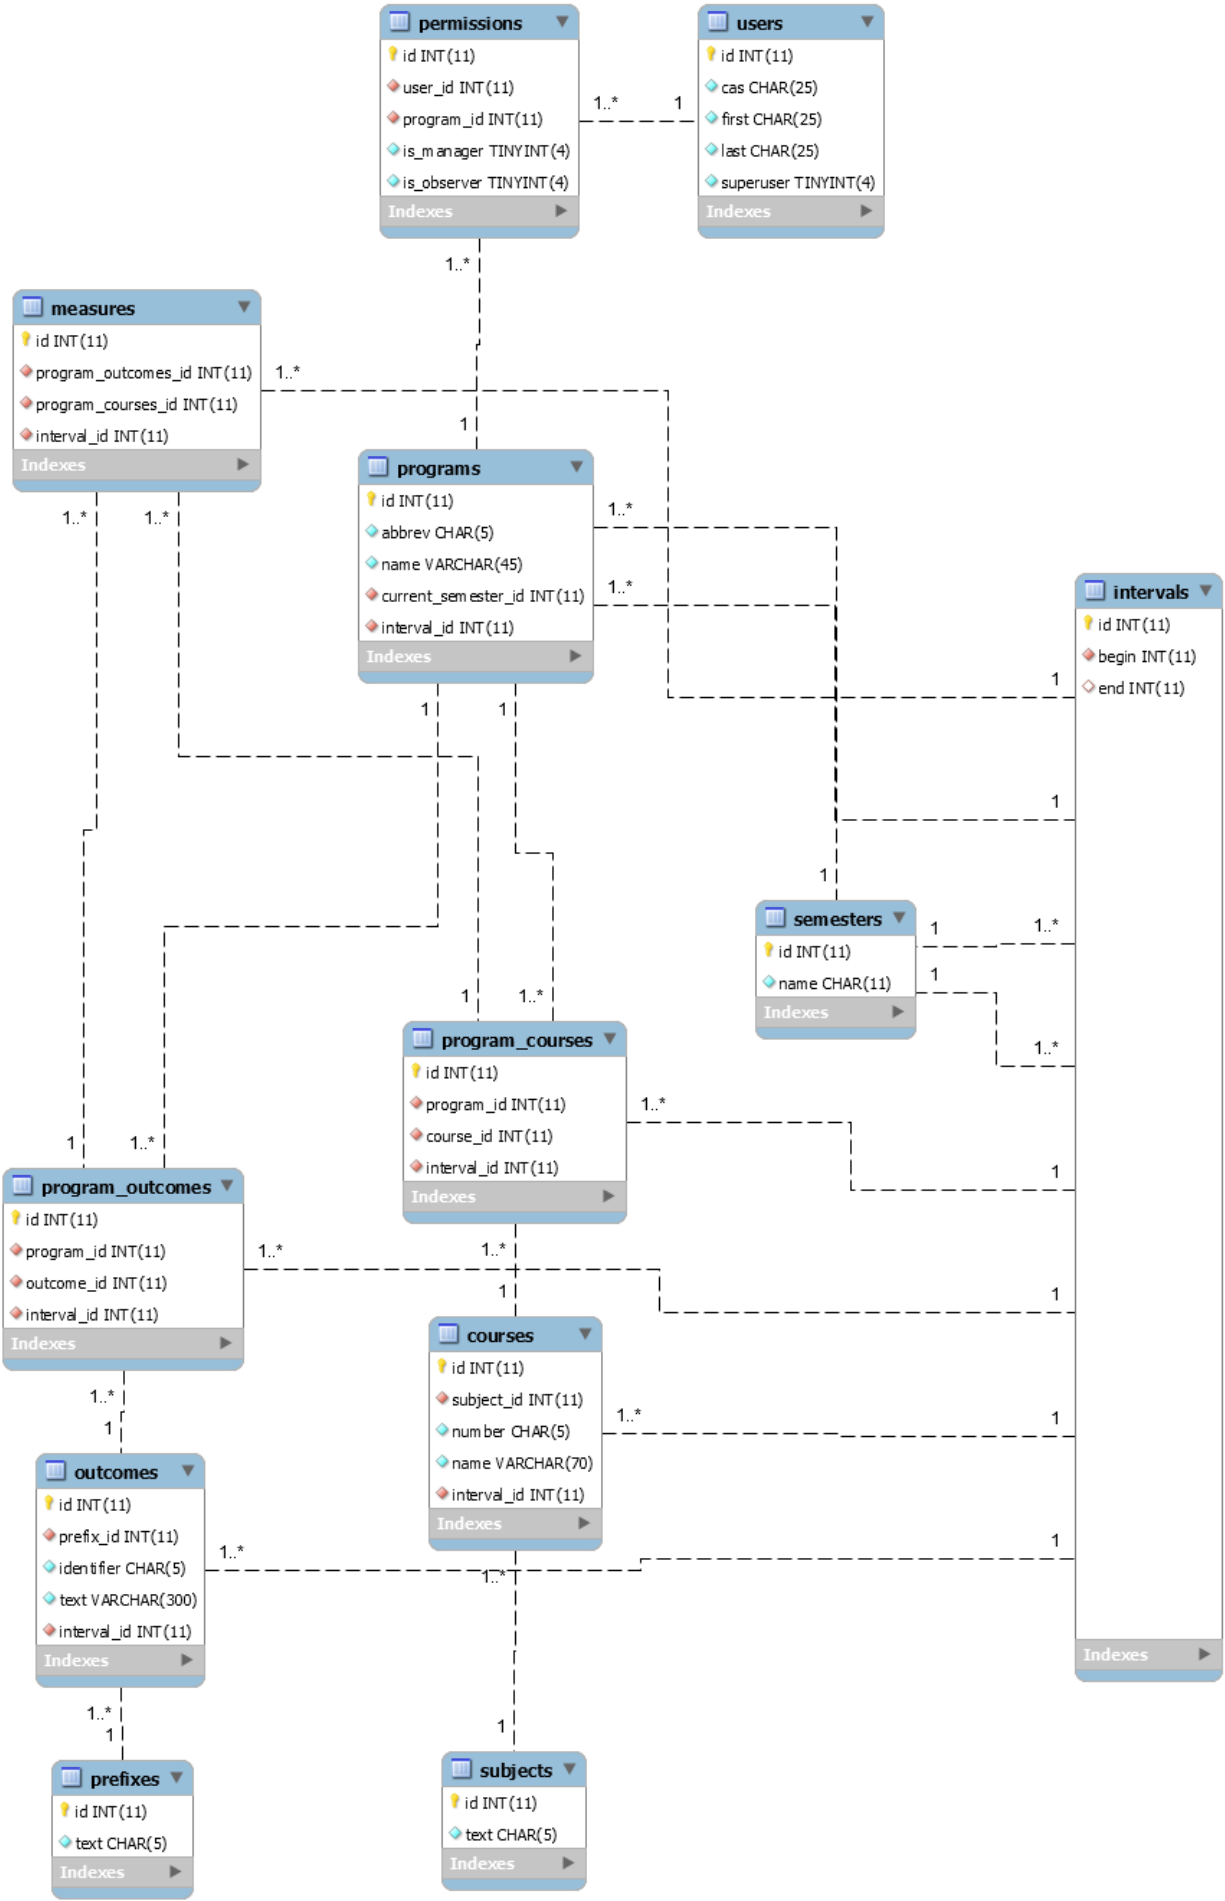 permissions
id INT(11)
user_id INT(11)
program_id INT(11)
is_manager TINYINT(4)
is_observer TINYINT(4)
Indexes
1..*
1
users
id INT(11)
cas CHAR(25)
first CHAR(25)
last CHAR(25)
superuser TINYINT(4)
Indexes
1..*
1
measures
id INT(11)
program_outcomes_id INT(11)
program_courses_id INT(11)
interval_id INT(11)
Indexes
1..*
1..*
1..*
programs
id INT(11)
abbrev CHAR(5)
name VARCHAR(45)
current_semester_id INT(11)
interval_id INT(11)
Indexes
1..*
1..*
1
1
intervals
id INT(11)
begin INT(11)
end INT(11)
Indexes
1
1
1
semesters
id INT(11)
name CHAR(11)
Indexes
1
1..*
1
1..*
1
1..*
program_courses
id INT(11)
program_id INT(11)
course_id INT(11)
interval_id INT(11)
Indexes
1..*
1
1
1..*
program_outcomes
id INT(11)
program_id INT(11)
outcome_id INT(11)
interval_id INT(11)
Indexes
1..*
1
1..*
1
courses
id INT(11)
subject_id INT(11)
number CHAR(5)
name VARCHAR(70)
interval_id INT(11)
Indexes
1..*
1
1..*
1
outcomes
id INT(11)
prefix_id INT(11)
identifier CHAR(5)
text VARCHAR(300)
interval_id INT(11)
Indexes
1..*
1
1..*
1
1..*
1
prefixes
id INT(11)
text CHAR(5)
Indexes
subjects
id INT(11)
text CHAR(5)
Indexes